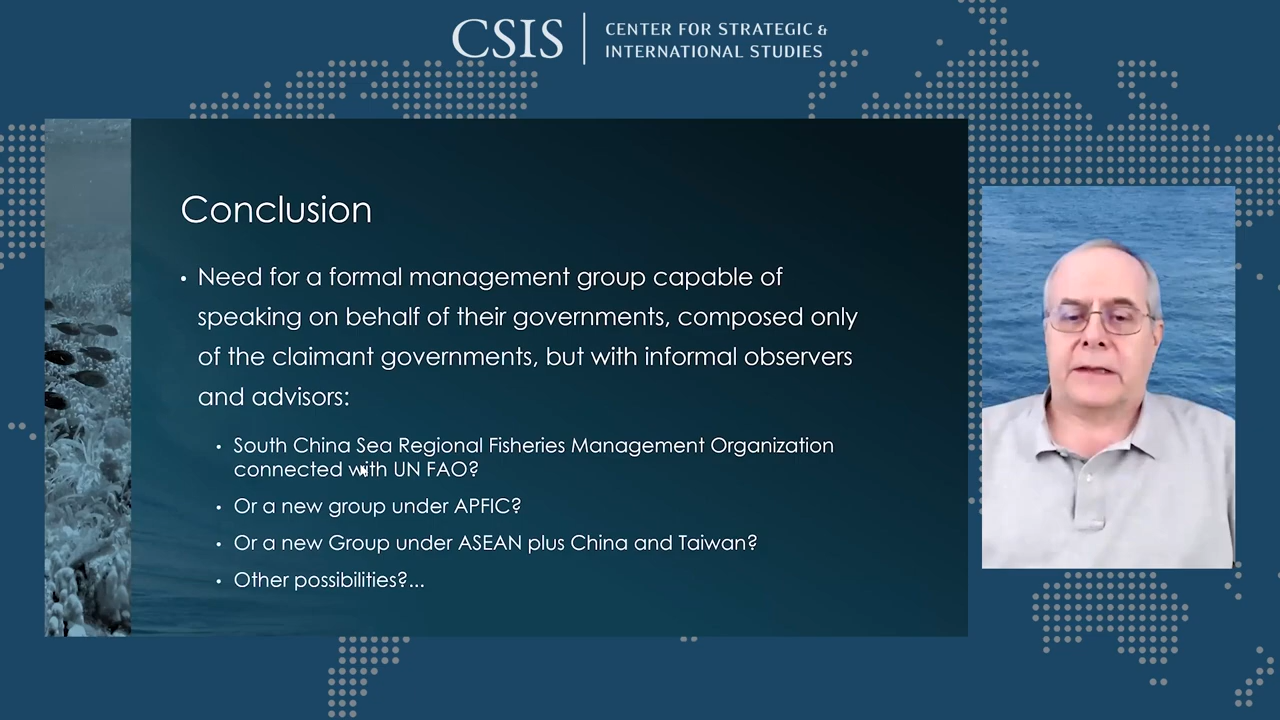 CSIS
CENTER FOR STRATEGIC &
INTERNATIONAL STUDIES
Conclusion
• Need for a formal management group capable of
speaking on behalf of their governments, composed only
of the claimant governments, but with informal observers
and advisors:
• South China Sea Regional Fisheries Management Organization
connected with UN FAO?
• Or a new group under APFIC?
• Or a new Group under ASEAN plus China and Taiwan?
• Other possibilities?...